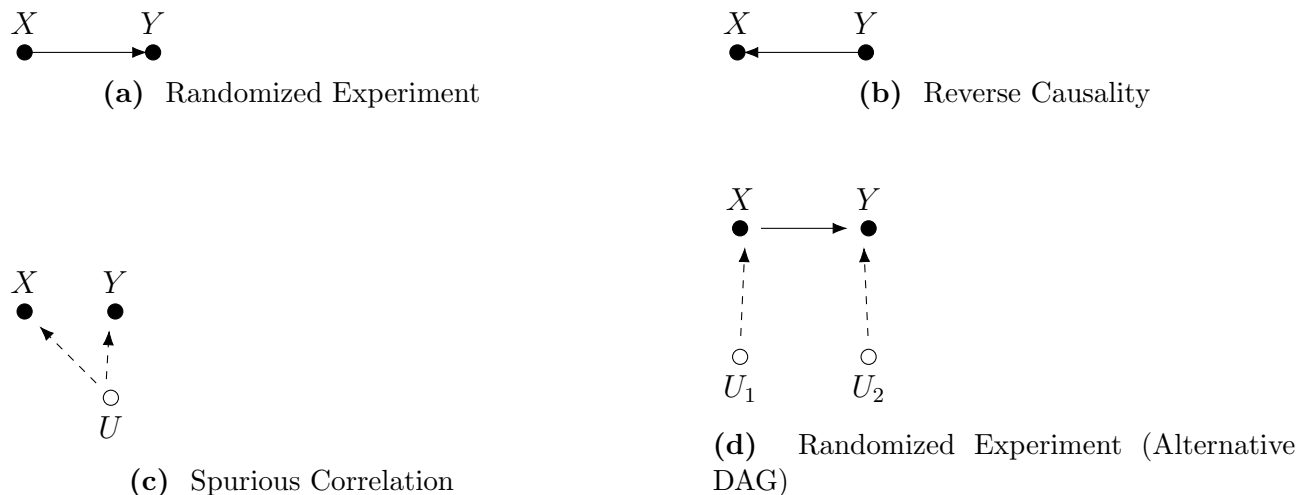 X Y
(a) Randomized Experiment
X Y
(b) Reverse Causality
X Y
U
(c) Spurious Correlation
X Y
U₁ U₂
(d) Randomized Experiment (Alternative
DAG)